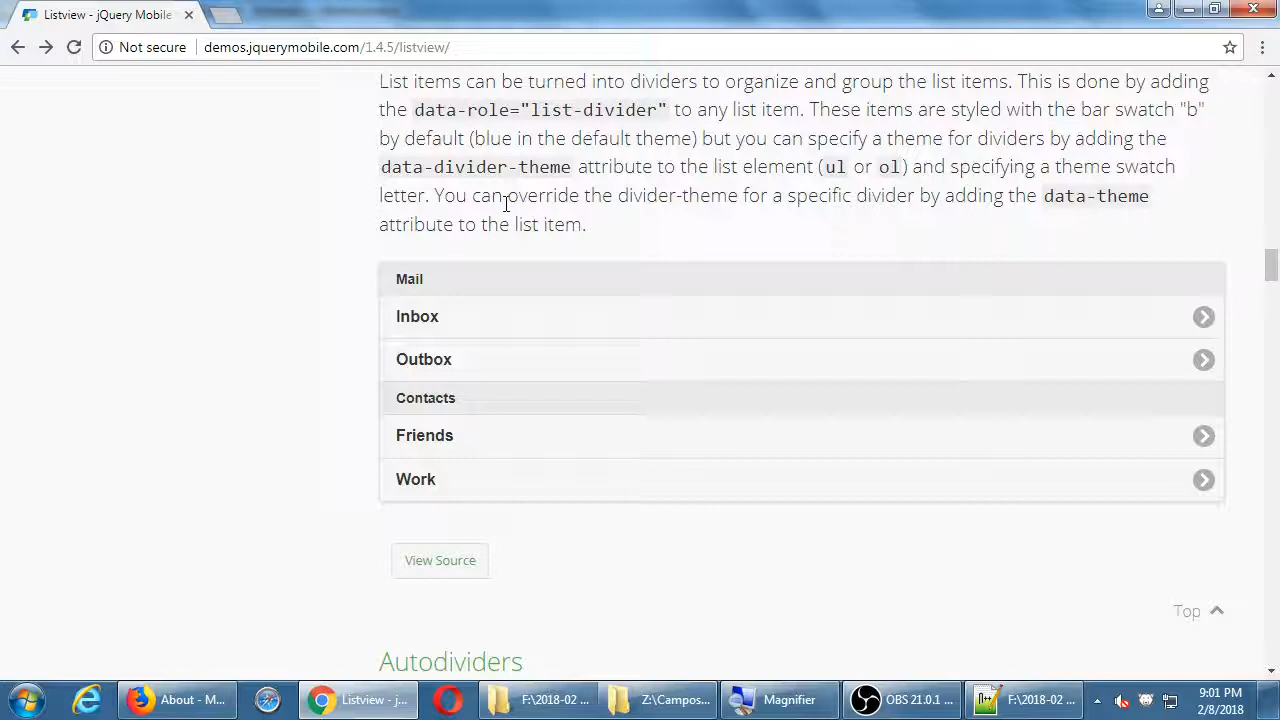 Listview - jQuery Mobile
Not secure
demos.jquerymobile.com/1.4.5/listview/
List items can be turned into dividers to organize and group the list items. This is done by adding
the data-role="list-divider" to any list item. These items are styled with the bar swatch "b"
by default (blue in the default theme) but you can specify a theme for dividers by adding the
data-divider-theme attribute to the list element (ul or ol) and specifying a theme swatch
letter. You can override the divider-theme for a specific divider by adding the data-theme
attribute to the list item.
Mail
Inbox
Outbox
Contacts
Friends
Work
View Source
Top
Autodividers
About - M...
Listview - j...
F:\2018-02 ...
Z:\Campos...
Magnifier
OBS 21.0.1 ...
F:\2018-02 ...
9:01 PM
2/8/2018